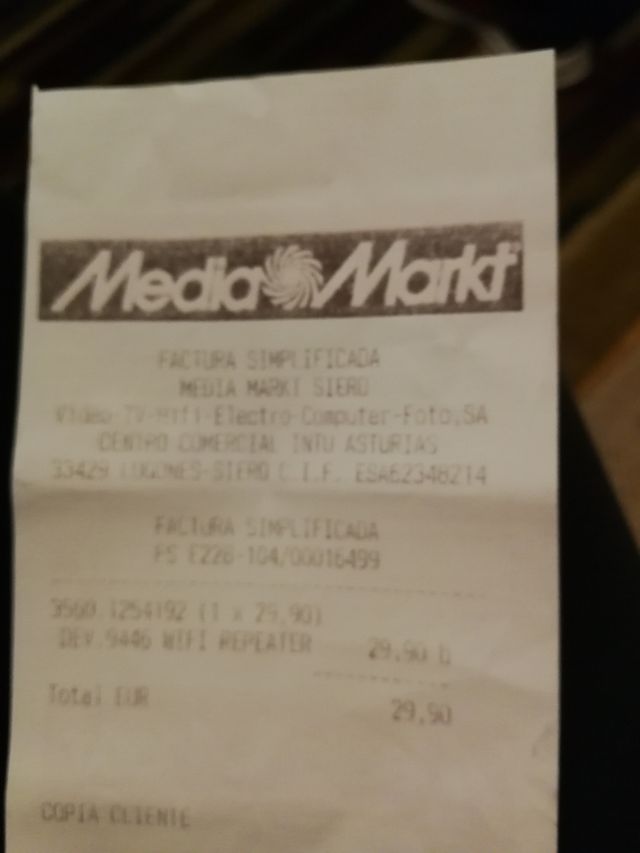 MediaMarkt
FACTURA SIMPLIFICADA
MEDIA MARKT SIERO
Video-TV-Hifi-Electro-Computer-Foto,SA
CENTRO COMERCIAL INTU ASTURIAS
33429 LUGONES-SIERO C.I.F. ESA62348214
FACTURA SIMPLIFICADA
FS E228-104/00016499
3560.1254192 (1 x 29,90)
DEV.9446 WIFI REPEATER 29,90 b
Total EUR 29,90
COPIA CLIENTE